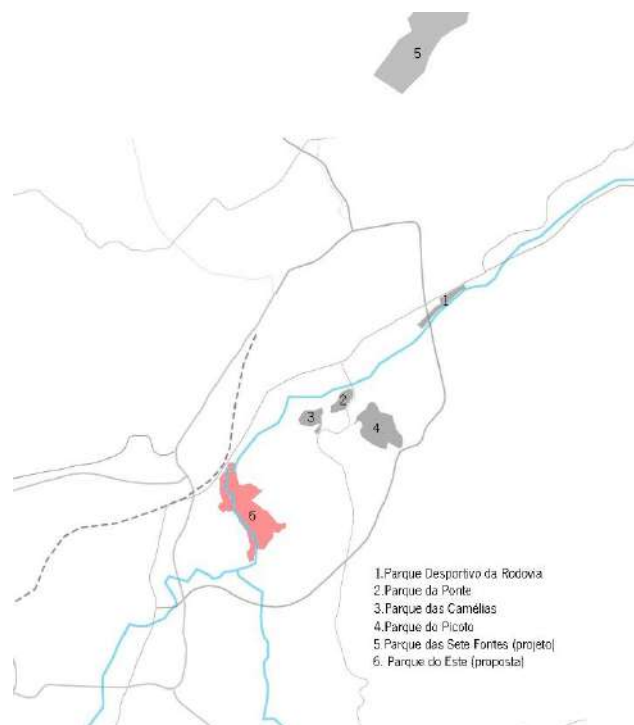 5
1
2
3
4
6
1.Parque Desportivo da Rodovia
2.Parque da Ponte
3.Parque das Camélias
4.Parque do Picoto
5.Parque das Sete Fontes (projeto)
6. Parque do Este (proposta)